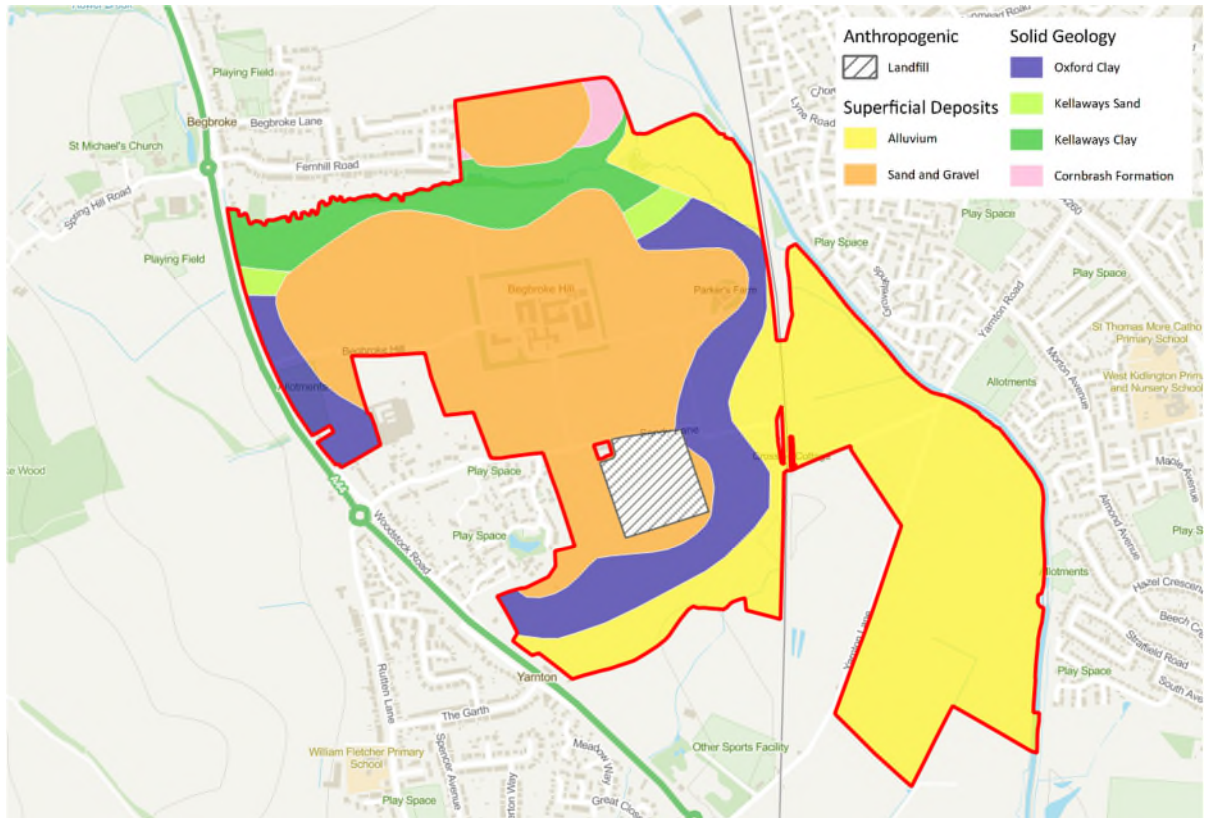 Anthropogenic
Landfill
Superficial Deposits
Alluvium
Sand and Gravel
Solid Geology
Oxford Clay
Kellaways Sand
Kellaways Clay
Cornbrash Formation
Playing Field
Begbroke
Begbroke Lane
St Michael's Church
Fernhill Road
Spring Hill Road
Playing Field
Lyne Road
Play Space
Play Space
Play Space
Yarnton Road
St Thomas More Catho
Primary School
West Kidlington Prima
and Nursery School
Morton Avenue
Allotments
Begbroke Hill
Parker's Farm
Begbroke Hill
Allotments
Sandy Lane
Play Space
A44
Woodstock Road
Play Space
Maple Avenue
Almond Avenue
Play S
Allotments
Hazel Crescen
Beech Cre
Stratfield Road
South Ave
Play Space
Yarnton Lane
Yarnton
Rutten Lane
The Garth
William Fletcher Primary
School
Spencer Avenue
Meadow Way
Other Sports Facility
Play Space
Great Close